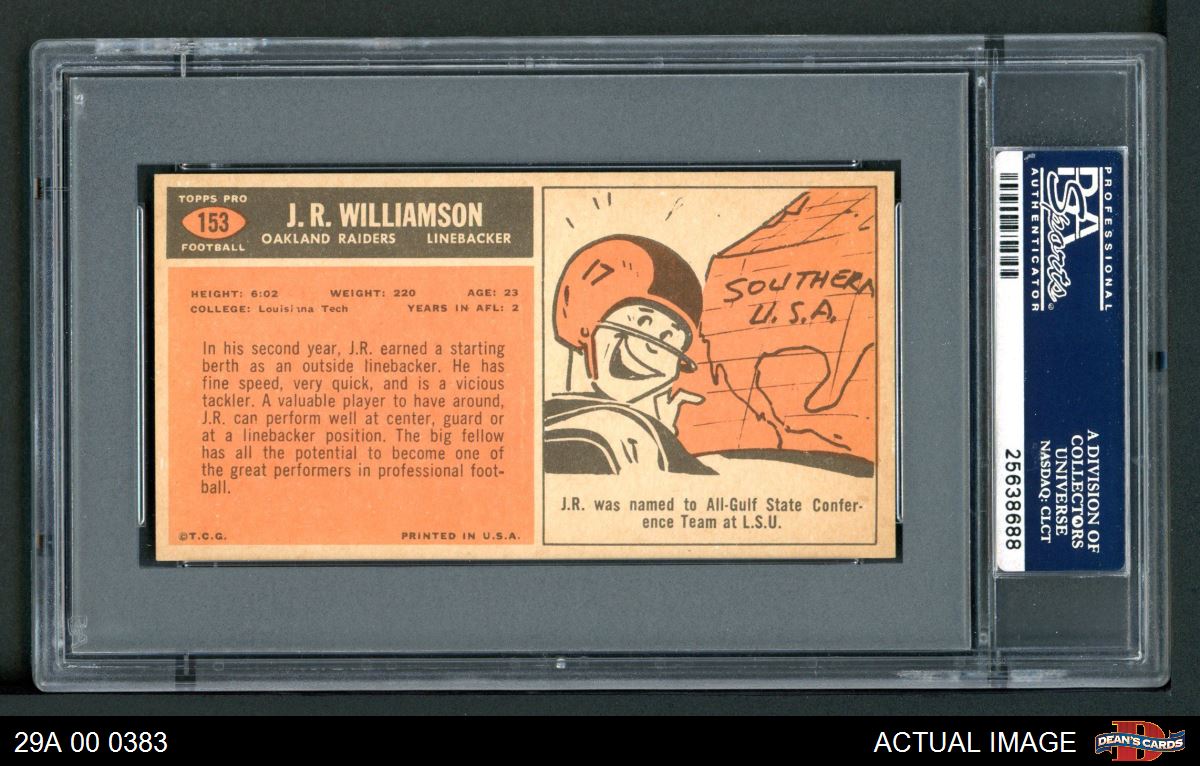 TOPPS PRO
153
FOOTBALL
J. R. WILLIAMSON
OAKLAND RAIDERS LINEBACKER
HEIGHT: 6:02 WEIGHT: 220 AGE: 23
COLLEGE: Louisiana Tech YEARS IN AFL: 2
In his second year, J.R. earned a starting
berth as an outside linebacker. He has
fine speed, very quick, and is a vicious
tackler. A valuable player to have around,
J.R. can perform well at center, guard or
at a linebacker position. The big fellow
has all the potential to become one of
the great performers in professional foot-
ball.
©T.C.G. PRINTED IN U.S.A.
17
SOUTHERN
U.S.A.
J.R. was named to All-Gulf State Confer-
ence Team at L.S.U.
PROFESSIONAL
PSA
Sports
AUTHENTICATOR
A DIVISION OF
COLLECTORS
UNIVERSE
NASDAQ: CLCT
25638688
29A 00 0383
ACTUAL IMAGE
D
DEAN'S CARDS